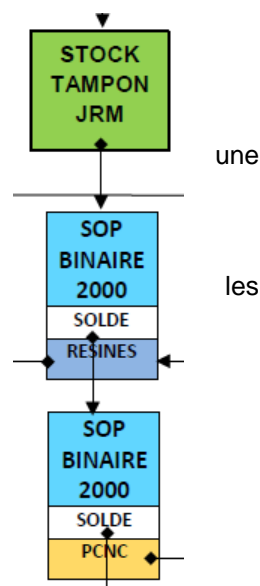 STOCK
TAMPON
JRM
une
SOP
BINAIRE
2000
les
SOLDE
RESINES
SOP
BINAIRE
2000
SOLDE
PCNC